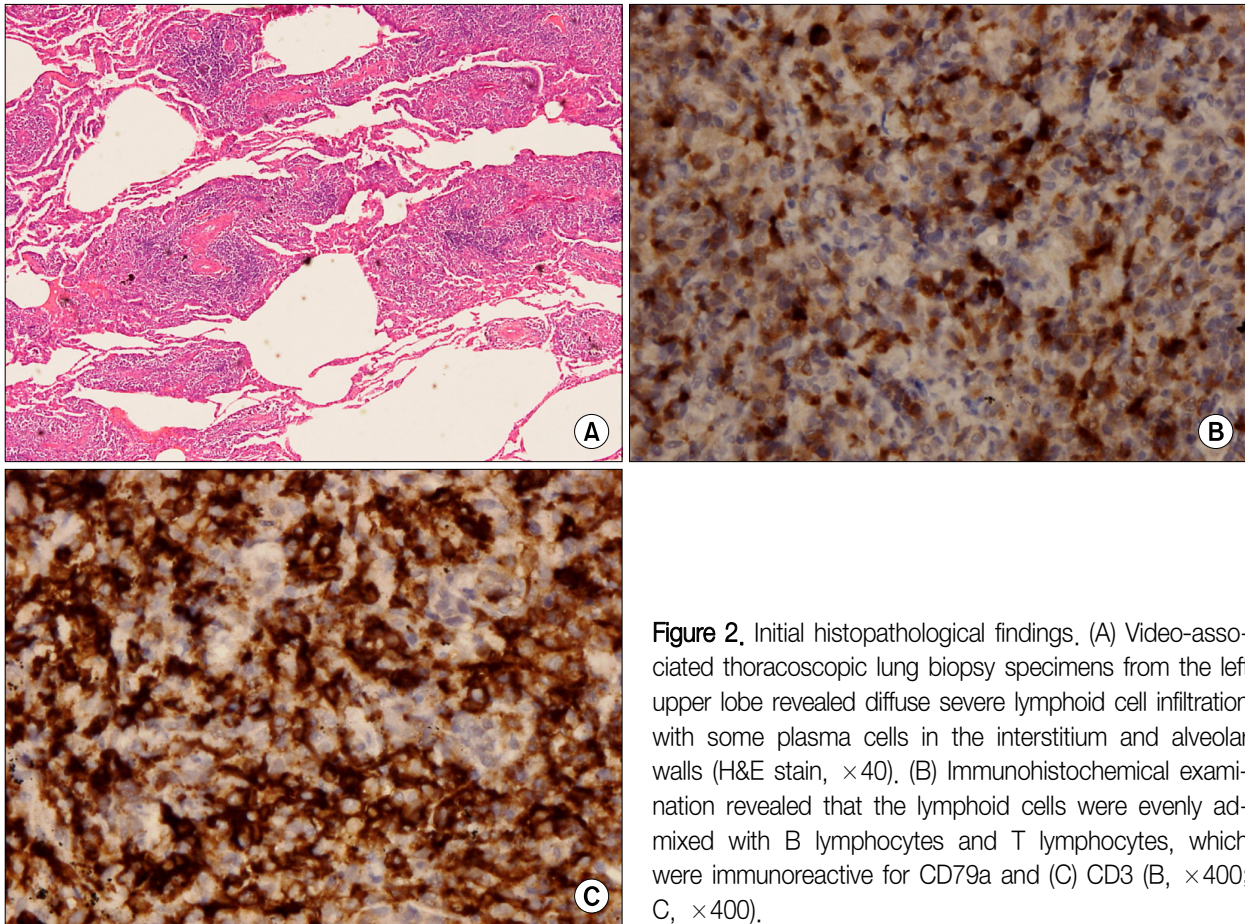 A
B
C
Figure 2. Initial histopathological findings. (A) Video-asso-
ciated thoracoscopic lung biopsy specimens from the left
upper lobe revealed diffuse severe lymphoid cell infiltration
with some plasma cells in the interstitium and alveolar
walls (H&E stain, ×40). (B) Immunohistochemical exami-
nation revealed that the lymphoid cells were evenly ad-
mixed with B lymphocytes and T lymphocytes, which
were immunoreactive for CD79a and (C) CD3 (B, ×400;
C, ×400).